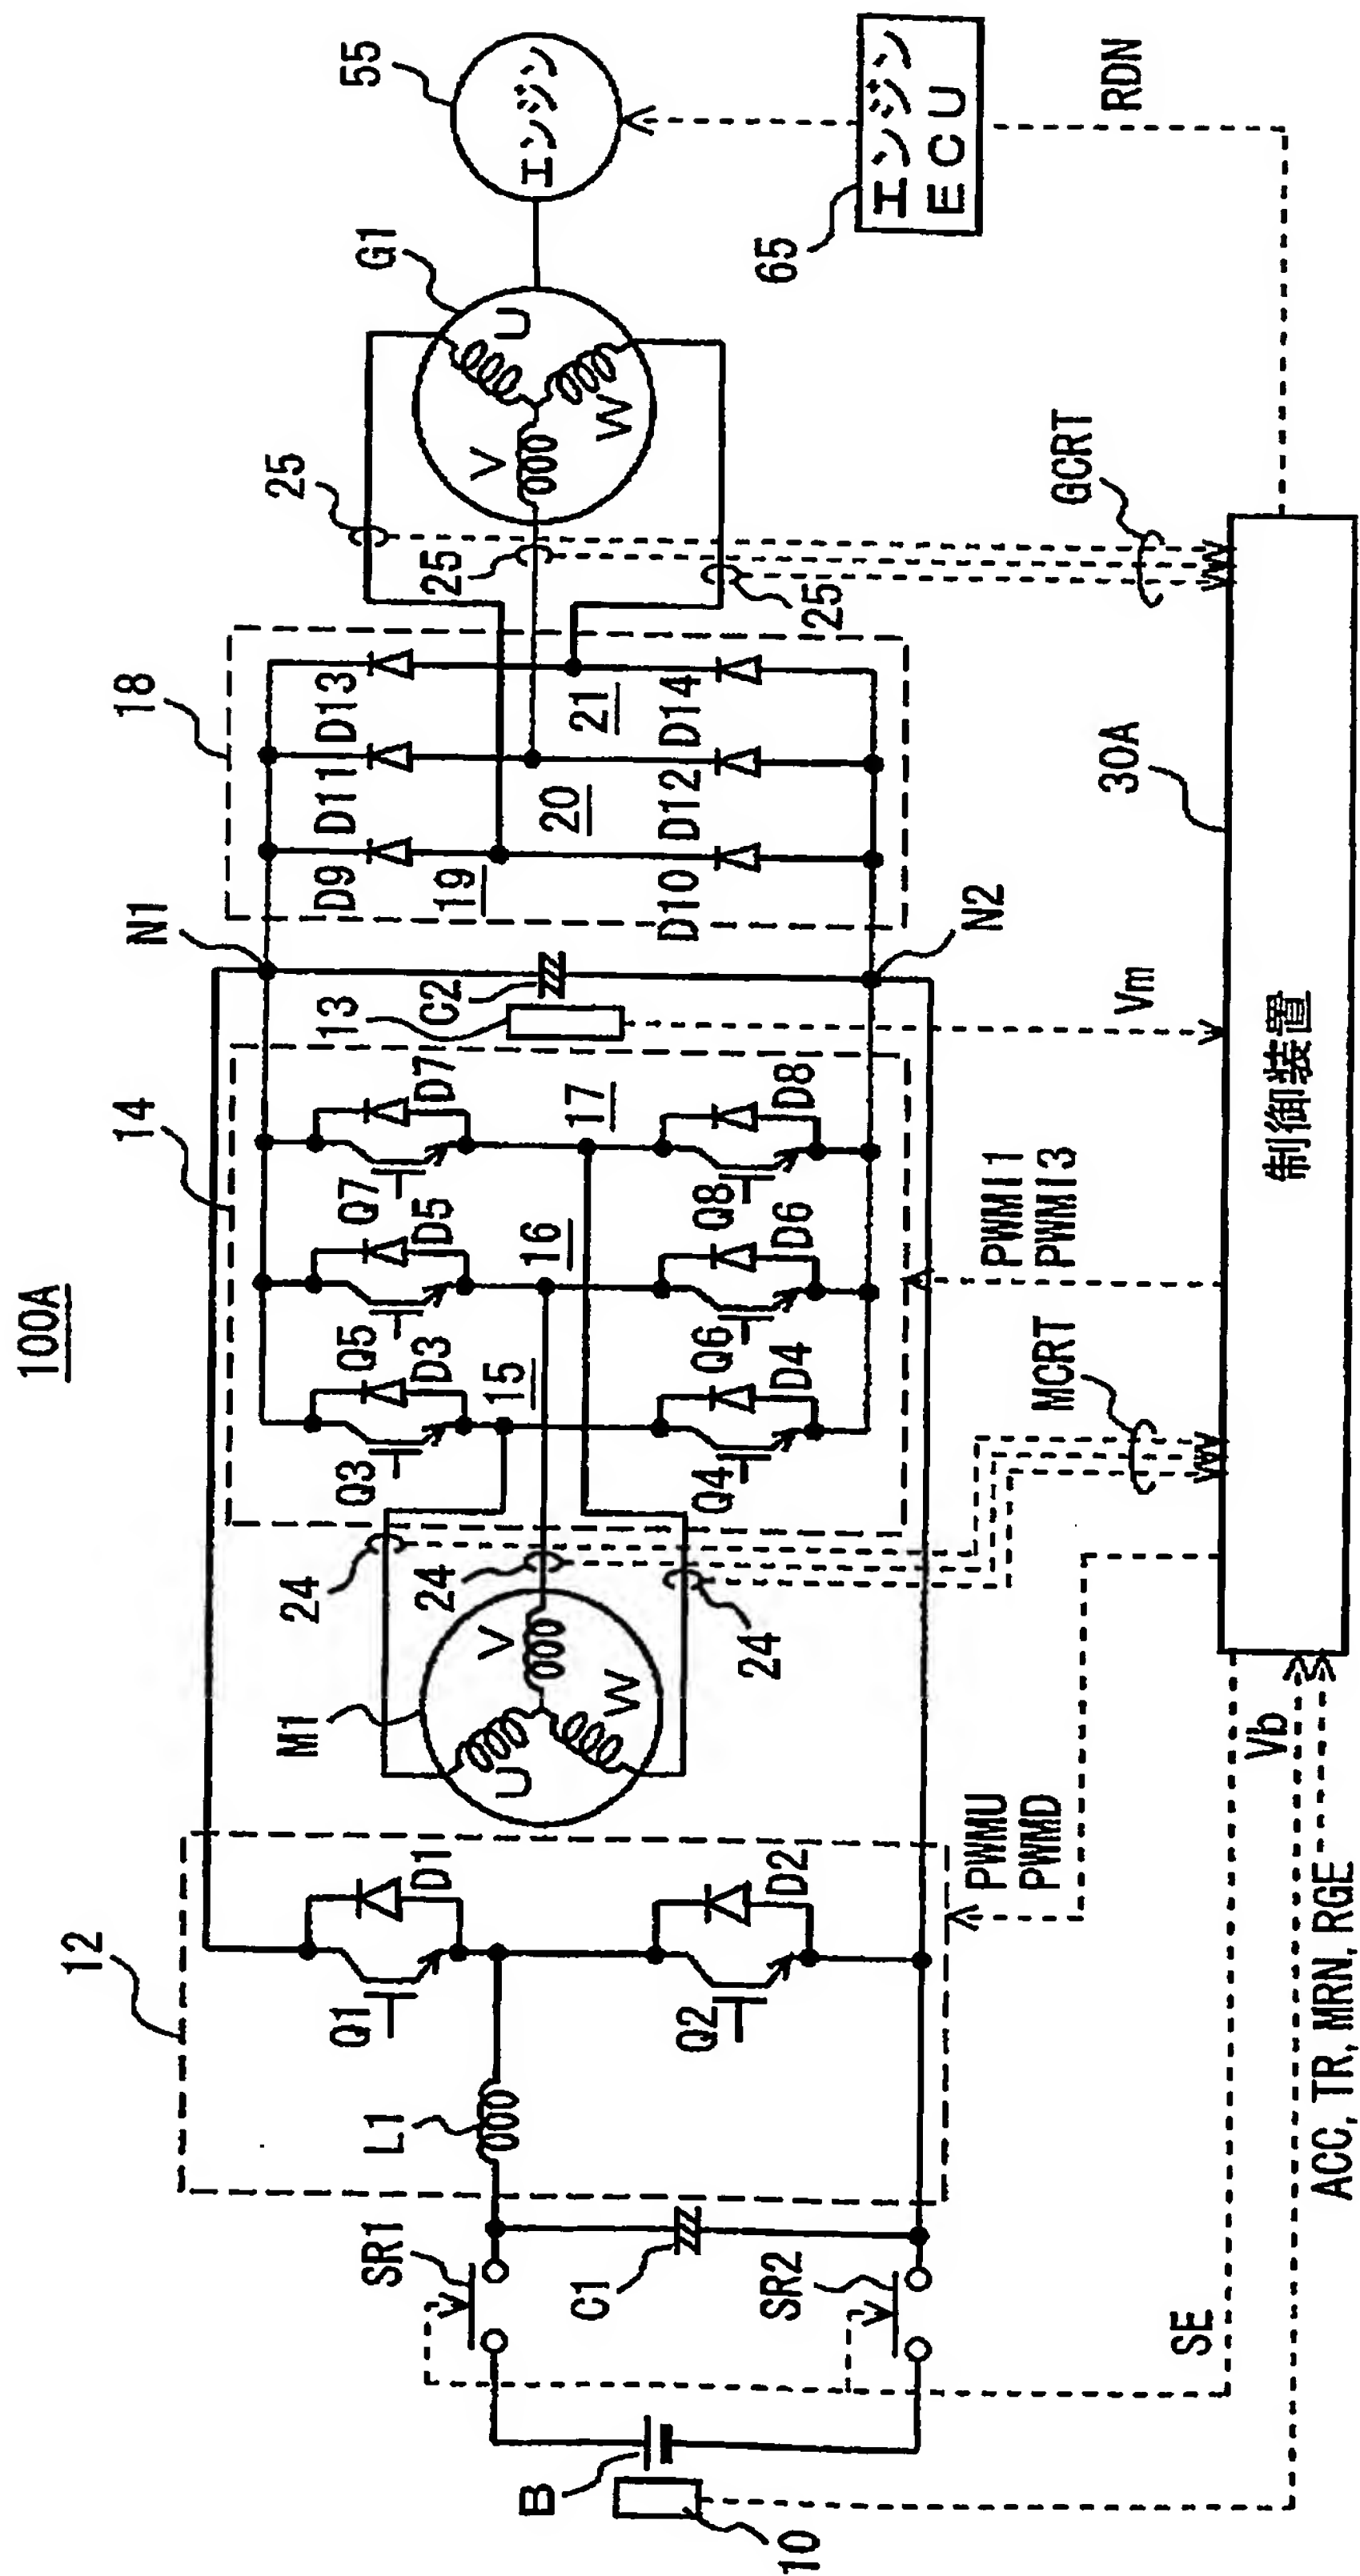 100A
12
14
18
N1
G1
55
エンジン
Q1
D1
M1
Q3
D3
Q5
D5
Q7
D7
13
C2
D9
D11
D13
25
U
V
W
25
25
65
エンジン
ECU
SR1
L1
24
24
24
U
V
W
15
16
17
19
20
21
B
10
C1
SR2
Q2
D2
Q4
D4
Q6
D6
Q8
D8
D10
D12
D14
N2
PWMU
PWMD
MCRT
PWMI1
PWMI3
Vm
30A
GCRT
RDN
SE
Vb
ACC, TR, MRN, RGE
制御装置